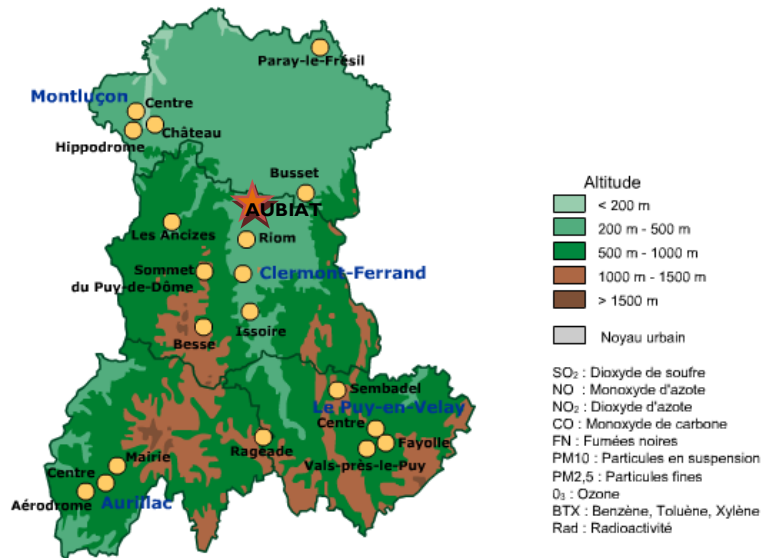 Paray-le-Frésil
Montluçon
Centre
Château
Hippodrome
Busset
AUBIAT
Les Ancizes
Riom
Sommet
du Puy-de-Dôme
Clermont-Ferrand
Issoire
Besse
Sembadel
Le Puy-en-Velay
Centre
Fayolle
Vals-près-le-Puy
Rageade
Mairie
Centre
Aérodrome
Aurillac
Altitude
< 200 m
200 m - 500 m
500 m - 1000 m
1000 m - 1500 m
> 1500 m
Noyau urbain
SO₂ : Dioxyde de soufre
NO : Monoxyde d'azote
NO₂ : Dioxyde d'azote
CO : Monoxyde de carbone
FN : Fumées noires
PM10 : Particules en suspension
PM2,5 : Particules fines
0₃ : Ozone
BTX : Benzène, Toluène, Xylène
Rad : Radioactivité